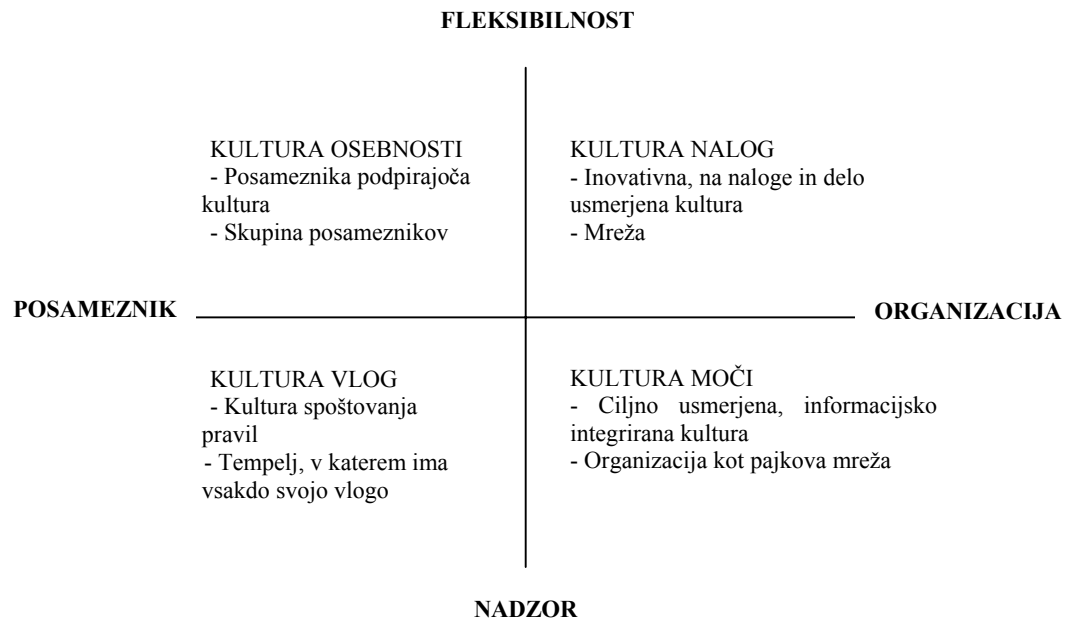 FLEKSIBILNOST
KULTURA OSEBNOSTI
- Posameznika podpirajoča
kultura
- Skupina posameznikov
KULTURA NALOG
- Inovativna, na naloge in delo
usmerjena kultura
- Mreža
POSAMEZNIK
ORGANIZACIJA
KULTURA VLOG
- Kultura spoštovanja
pravil
- Tempelj, v katerem ima
vsakdo svojo vlogo
KULTURA MOČI
- Ciljno usmerjena, informacijsko
integrirana kultura
- Organizacija kot pajkova mreža
NADZOR